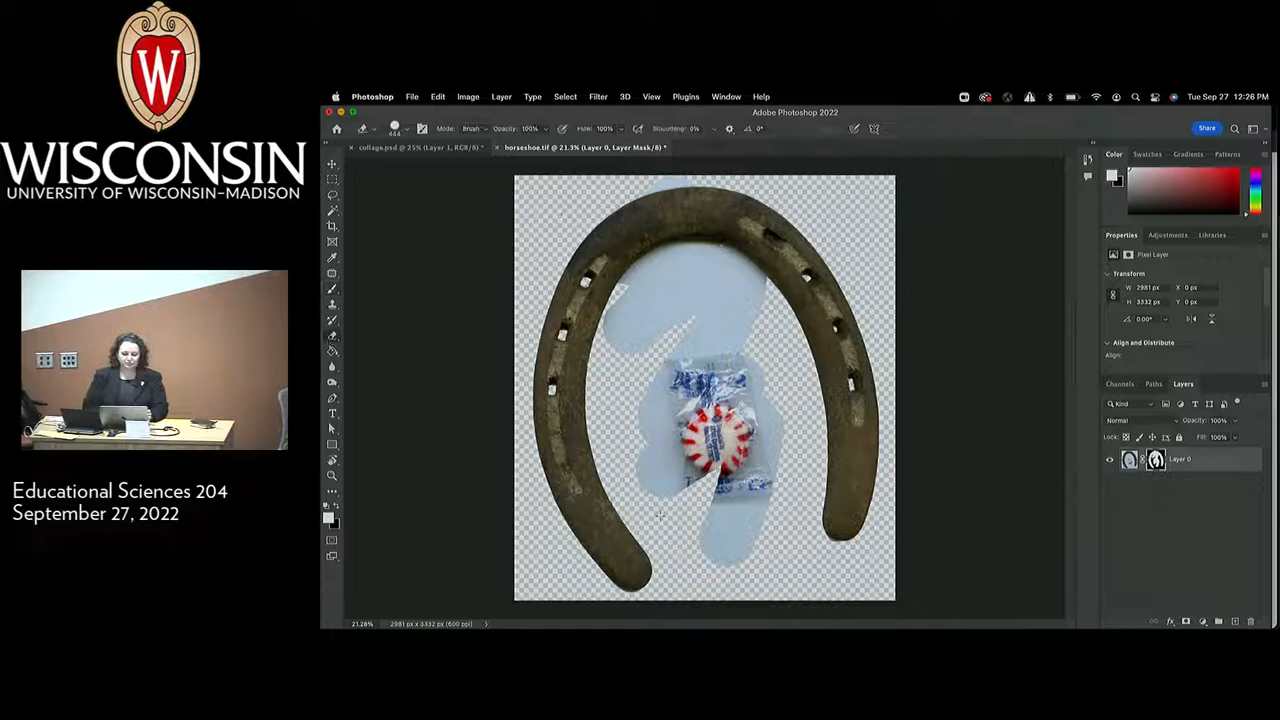 W
WISCONSIN
UNIVERSITY OF WISCONSIN–MADISON
Educational Sciences 204
September 27, 2022
Photoshop File Edit Image Layer Type Select Filter 3D View Plugins Window Help
Tue Sep 27 12:26 PM
Adobe Photoshop 2022
444 Mode: Brush Opacity: 100% Flow: 100% Smoothing: 0% 0°
Share
collage.psd @ 25% (Layer 1, RGB/8) *
horseshoe.tif @ 21.3% (Layer 0, Layer Mask/8) *
Color Swatches Gradients Patterns
Properties Adjustments Libraries
Pixel Layer
Transform
W 2981 px X 0 px
H 3332 px Y 0 px
0.00°
Align and Distribute
Align:
Channels Paths Layers
Kind
Normal Opacity: 100%
Lock: Fill: 100%
Layer 0
21.28% 2981 px x 3332 px (600 ppi)